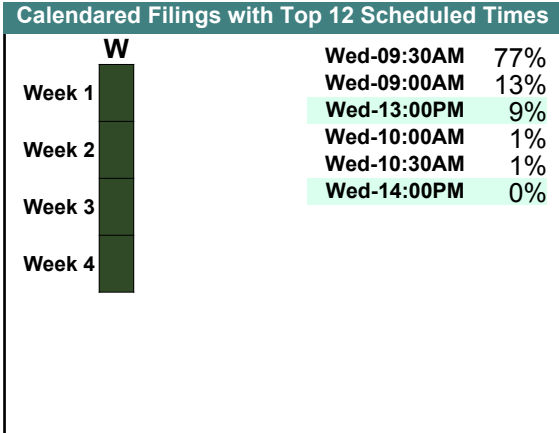 Calendared Filings with Top 12 Scheduled Times
W
Week 1
Week 2
Week 3
Week 4
Wed-09:30AM 77%
Wed-09:00AM 13%
Wed-13:00PM 9%
Wed-10:00AM 1%
Wed-10:30AM 1%
Wed-14:00PM 0%